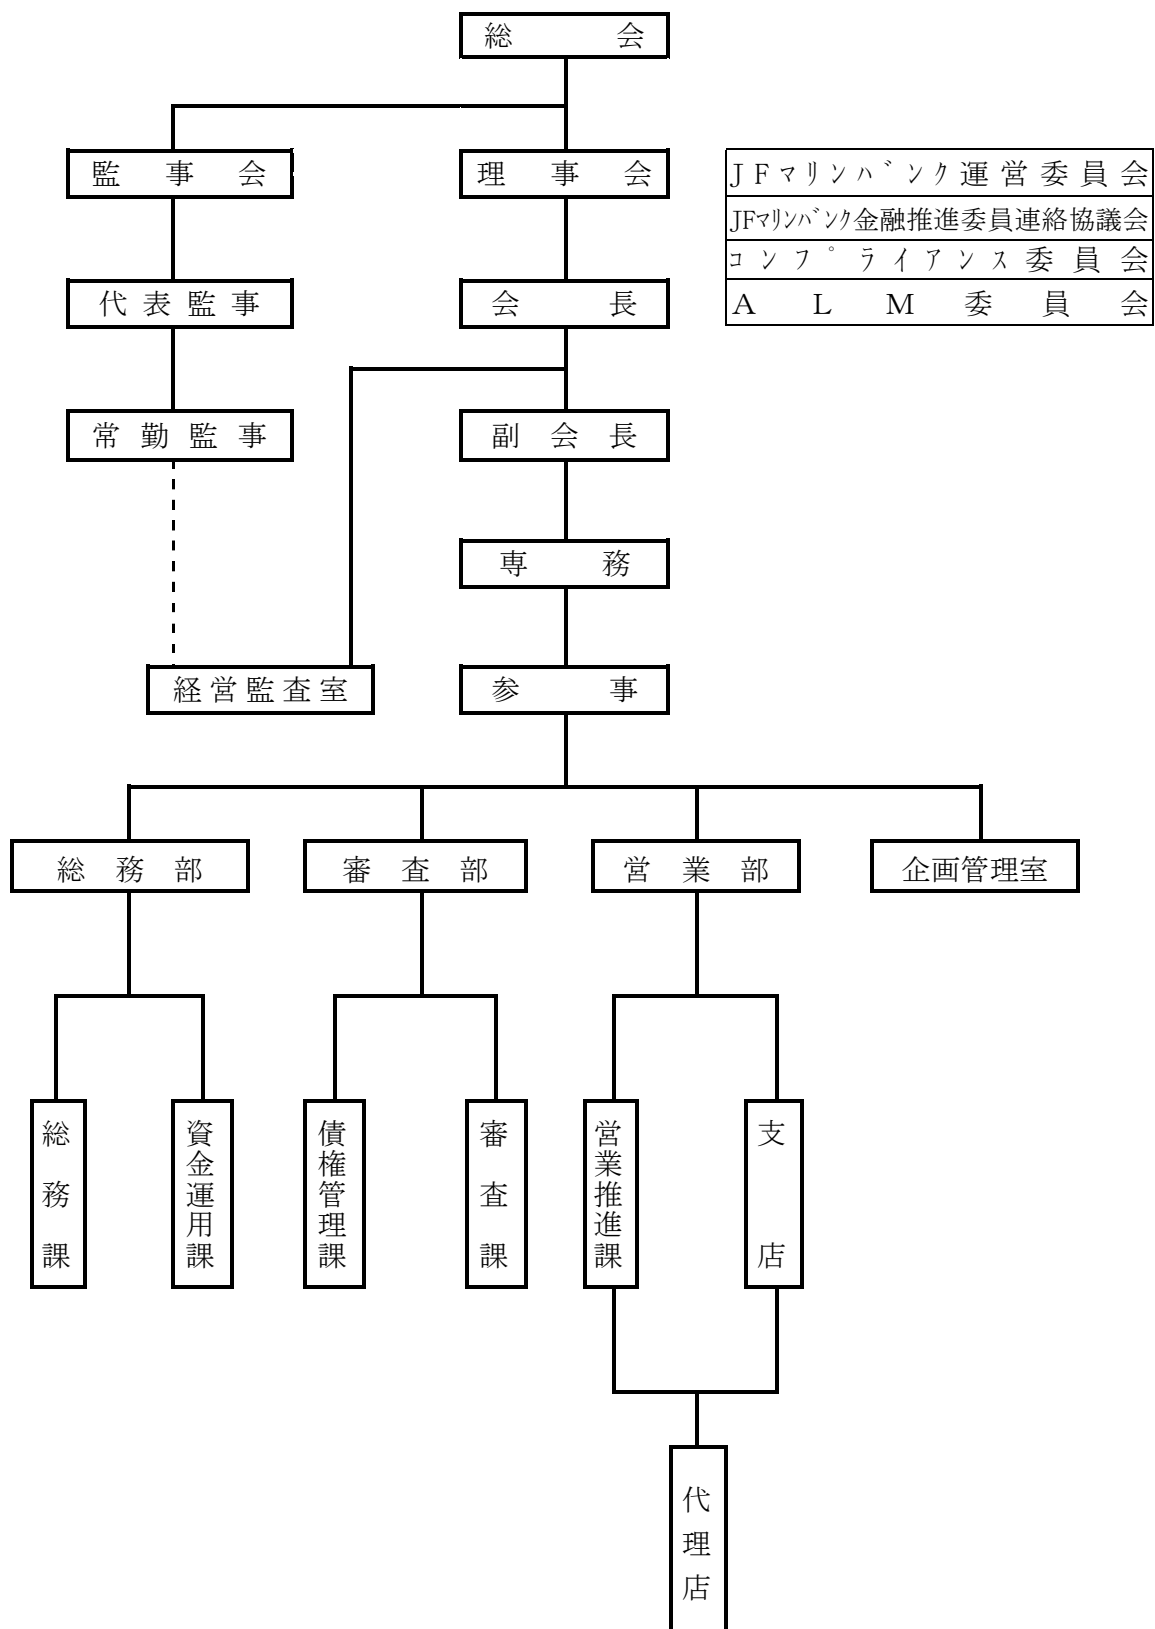 総会
監事会
理事会
JFﾏﾘﾝﾊﾞﾝｸ運営委員会
JFﾏﾘﾝﾊﾞﾝｸ金融推進委員連絡協議会
ｺﾝﾌﾟﾗｲｱﾝｽ委員会
ALM委員会
代表監事
会長
常勤監事
副会長
専務
経営監査室
参事
総務部
審査部
営業部
企画管理室
総務課
資金運用課
債権管理課
審査課
営業推進課
支店
代理店